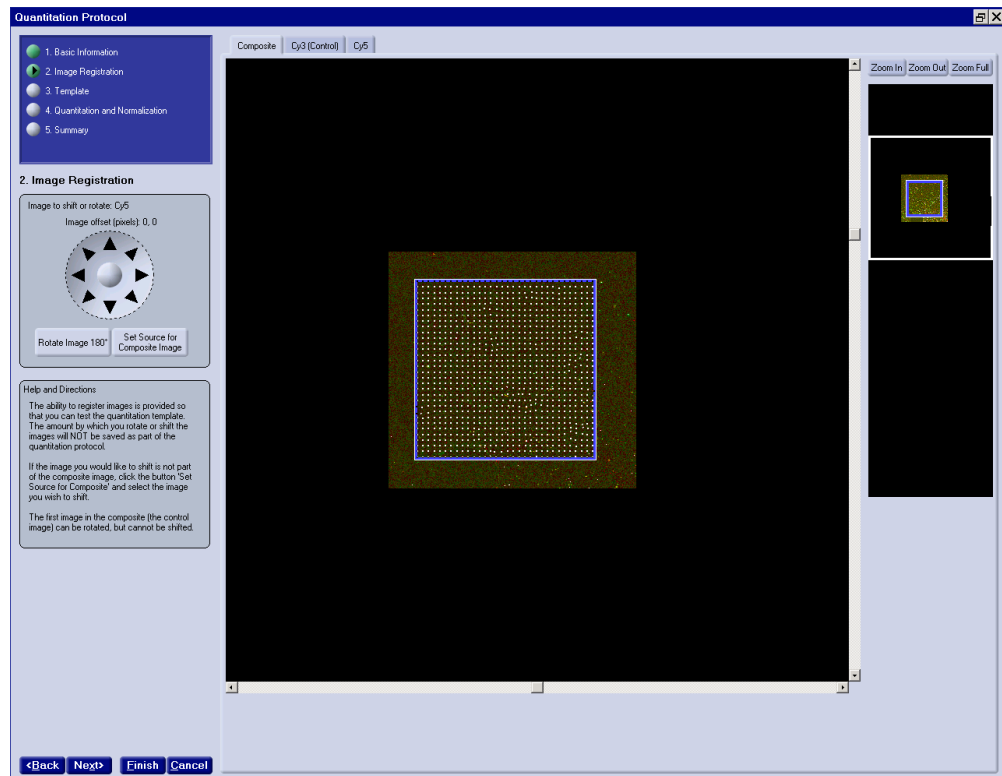 Quantitation Protocol
1. Basic Information
2. Image Registration
3. Template
4. Quantitation and Normalization
5. Summary
2. Image Registration
Image to shift or rotate: Cy5
Image offset (pixels): 0, 0
Rotate Image 180°
Set Source for
Composite Image
Help and Directions
The ability to register images is provided so
that you can test the quantitation template.
The amount by which you rotate or shift the
images will NOT be saved as part of the
quantitation protocol.
If the image you would like to shift is not part
of the composite image, click the button 'Set
Source for Composite' and select the image
you wish to shift.
The first image in the composite (the control
image) can be rotated, but cannot be shifted.
<Back Next> Finish Cancel
Composite Cy3 (Control) Cy5
Zoom In Zoom Out Zoom Full